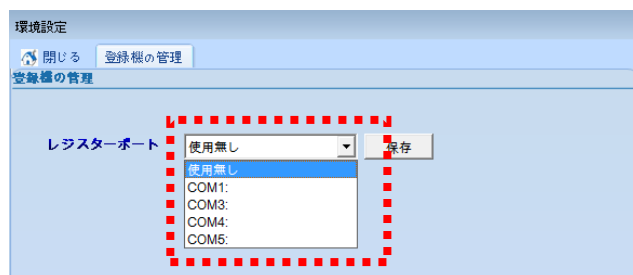 環境設定
閉じる 登録機の管理
登録機の管理
レジスターポート 使用無し 保存
使用無し
COM1:
COM3:
COM4:
COM5: